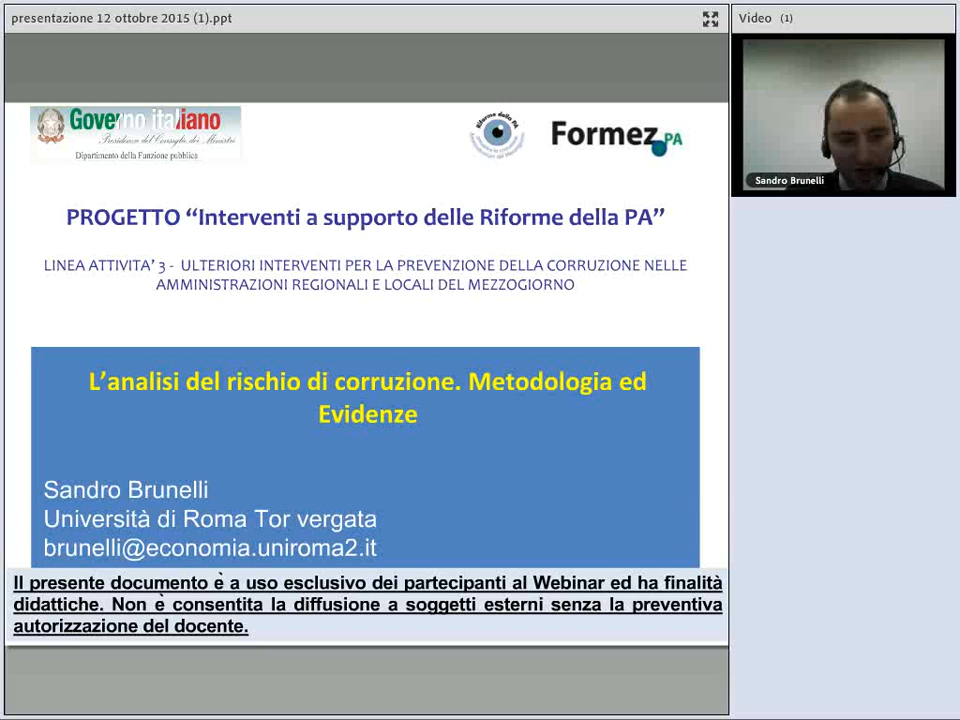 presentazione 12 ottobre 2015 (1).ppt
Video (1)
Governo italiano
Presidenza del Consiglio dei Ministri
Dipartimento della Funzione pubblica
Riforme della PA
Formez PA
Sandro Brunelli
PROGETTO “Interventi a supporto delle Riforme della PA”
LINEA ATTIVITA’ 3 - ULTERIORI INTERVENTI PER LA PREVENZIONE DELLA CORRUZIONE NELLE
AMMINISTRAZIONI REGIONALI E LOCALI DEL MEZZOGIORNO
L’analisi del rischio di corruzione. Metodologia ed
Evidenze
Sandro Brunelli
Università di Roma Tor vergata
brunelli@economia.uniroma2.it
Il presente documento è a uso esclusivo dei partecipanti al Webinar ed ha finalità
didattiche. Non è consentita la diffusione a soggetti esterni senza la preventiva
autorizzazione del docente.